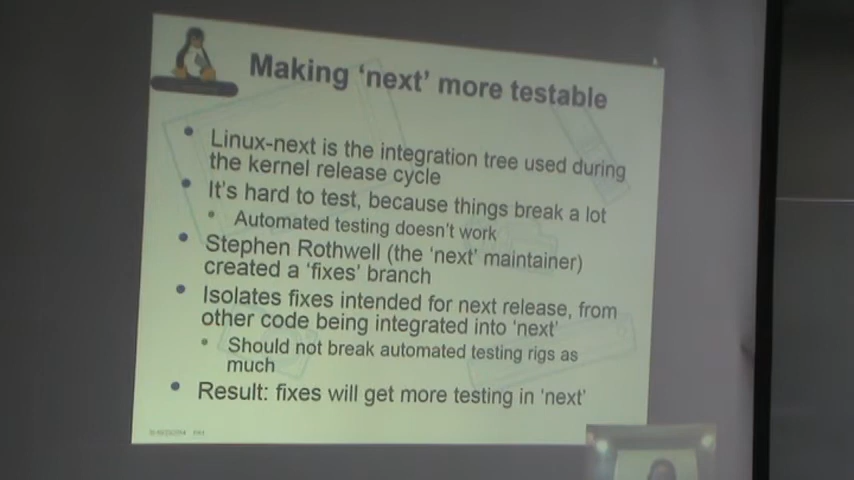 Making 'next' more testable
Linux-next is the integration tree used during
the kernel release cycle
It's hard to test, because things break a lot
Automated testing doesn't work
Stephen Rothwell (the 'next' maintainer)
created a 'fixes' branch
Isolates fixes intended for next release, from
other code being integrated into 'next'
Should not break automated testing rigs as
much
Result: fixes will get more testing in 'next'